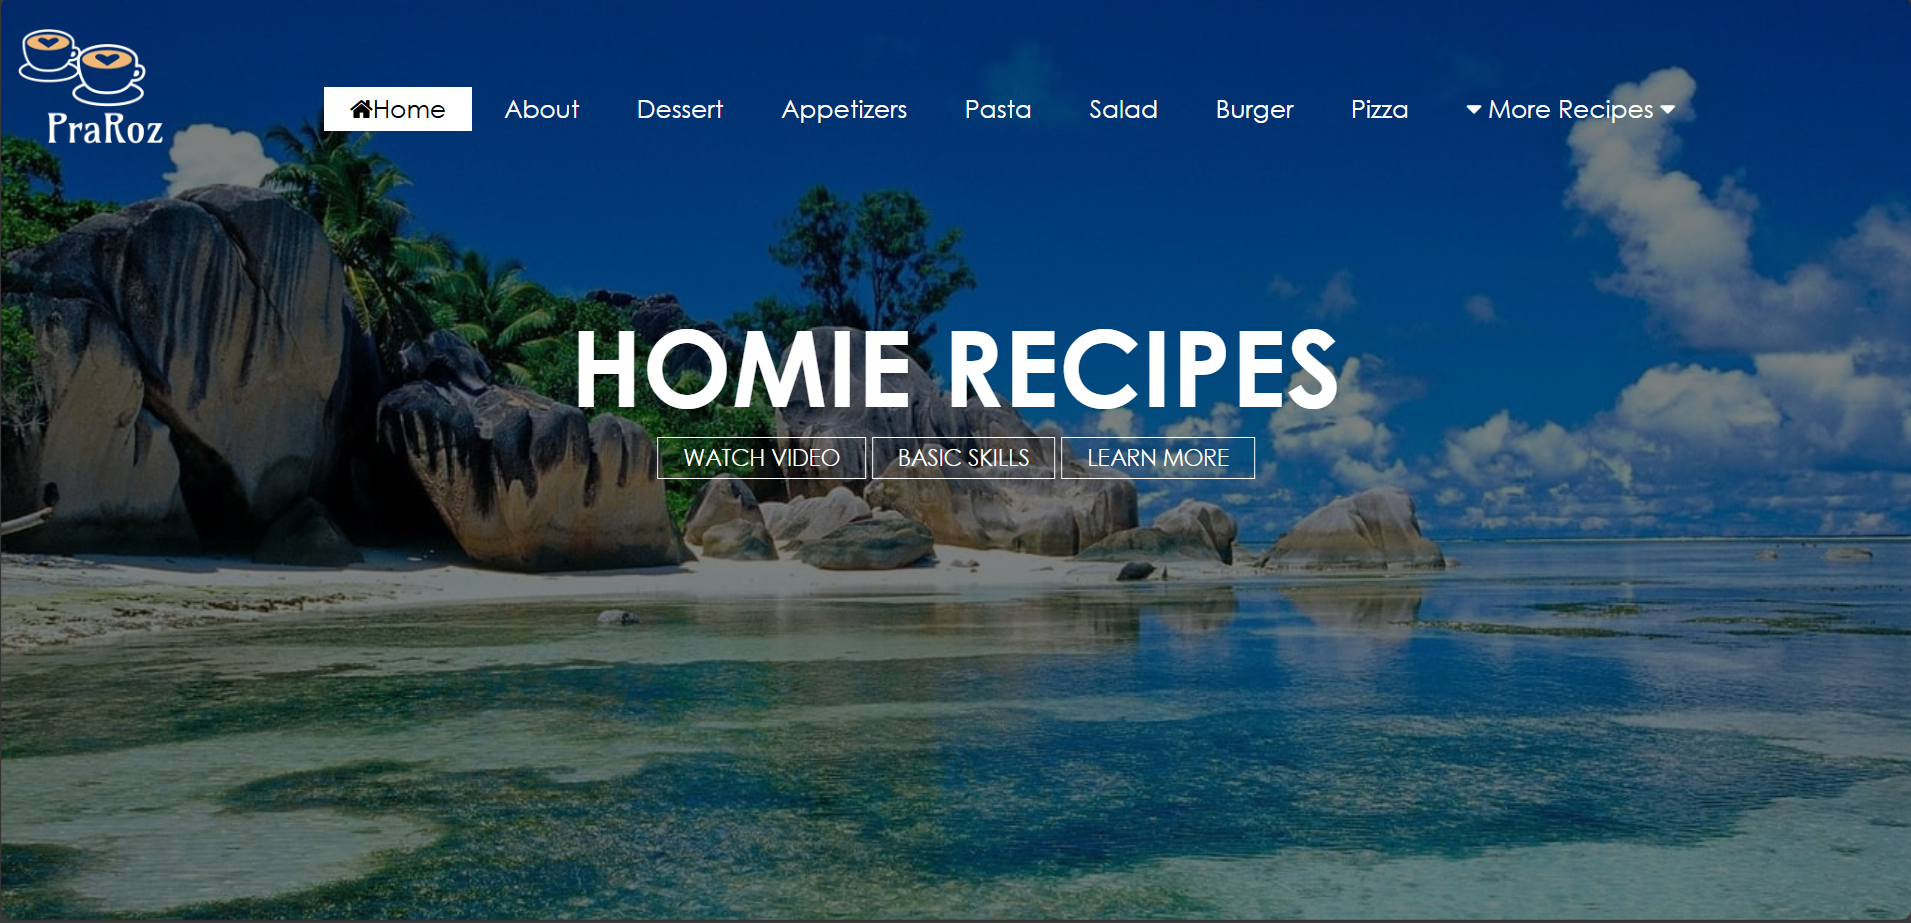 PraRoz
Home About Dessert Appetizers Pasta Salad Burger Pizza More Recipes
HOMIE RECIPES
WATCH VIDEO BASIC SKILLS LEARN MORE